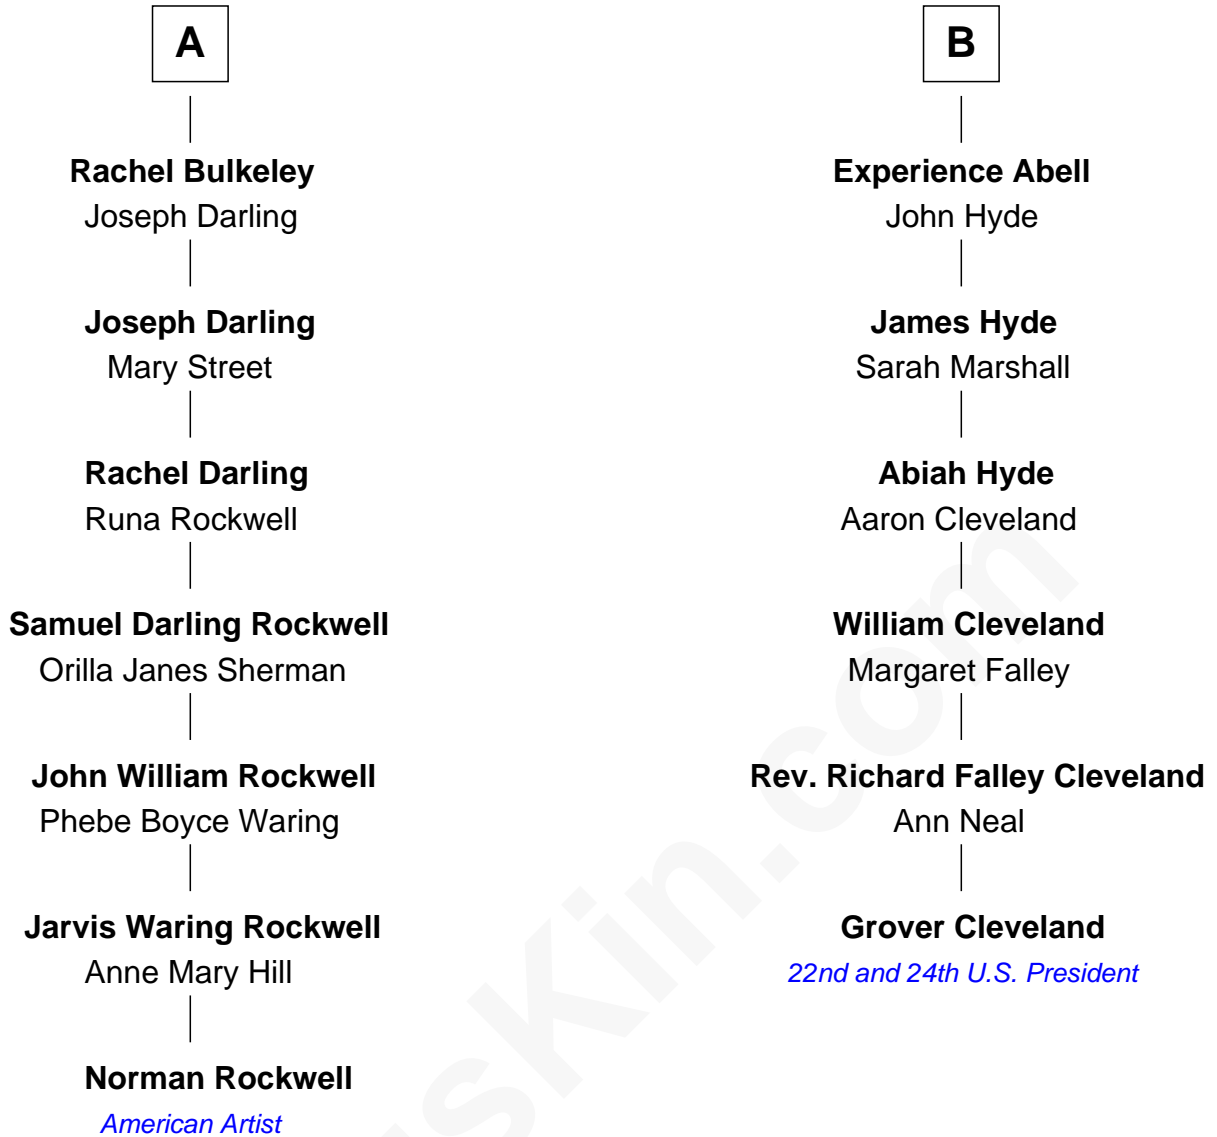 A
Rachel Bulkeley
Joseph Darling
Joseph Darling
Mary Street
Rachel Darling
Runa Rockwell
Samuel Darling Rockwell
Orilla Janes Sherman
John William Rockwell
Phebe Boyce Waring
Jarvis Waring Rockwell
Anne Mary Hill
Norman Rockwell
American Artist
B
Experience Abell
John Hyde
James Hyde
Sarah Marshall
Abiah Hyde
Aaron Cleveland
William Cleveland
Margaret Falley
Rev. Richard Falley Cleveland
Ann Neal
Grover Cleveland
22nd and 24th U.S. President